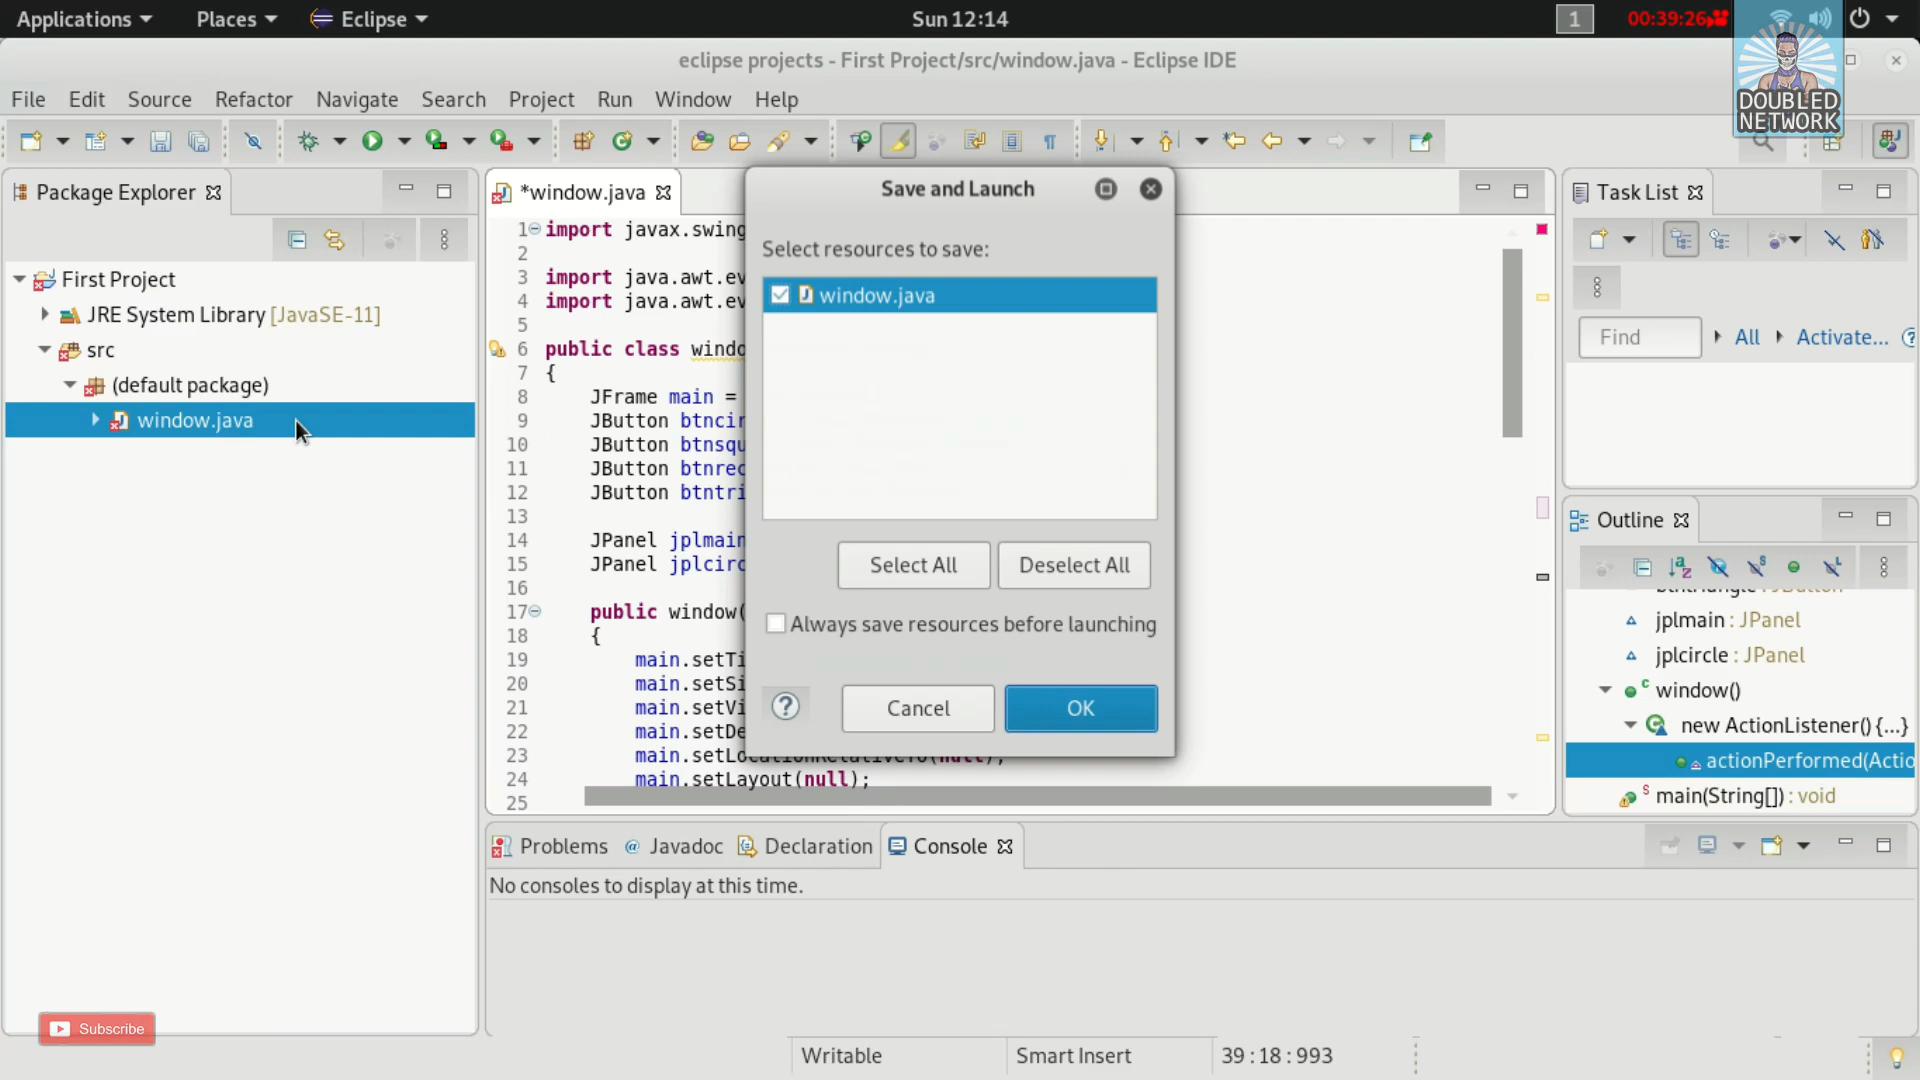 Applications
Places
Eclipse
Sun 12:14
1
00:39:26
eclipse projects - First Project/src/window.java - Eclipse IDE
DOUBLED
NETWORK
File Edit Source Refactor Navigate Search Project Run Window Help
Package Explorer
First Project
JRE System Library [JavaSE-11]
src
(default package)
window.java
*window.java
1 import javax.swing
2
3 import java.awt.ev
4 import java.awt.ev
5
6 public class windo
7 {
8 JFrame main =
9 JButton btncir
10 JButton btnsqu
11 JButton btnrec
12 JButton btntri
13
14 JPanel jplmain
15 JPanel jplcirc
16
17 public window(
18 {
19 main.setTi
20 main.setSi
21 main.setVi
22 main.setDe
23 main.setLocationRelativeTo(null);
24 main.setLayout(null);
25
Save and Launch
Select resources to save:
window.java
Select All
Deselect All
Always save resources before launching
?
Cancel
OK
Task List
Find
All
Activate...
?
Outline
btntriangle : JButton
jplmain : JPanel
jplcircle : JPanel
window()
new ActionListener() {...}
actionPerformed(Actio
main(String[]) : void
Problems
@ Javadoc
Declaration
Console
No consoles to display at this time.
Subscribe
Writable
Smart Insert
39 : 18 : 993